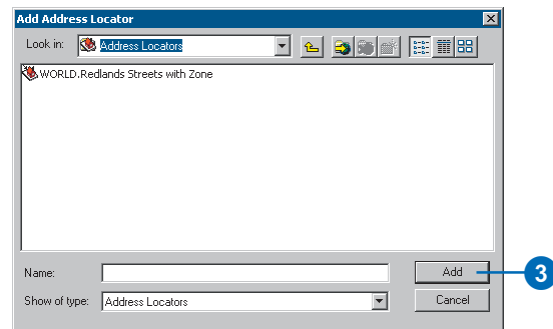 Add Address Locator
Look in: Address Locators
WORLD.Redlands Streets with Zone
Name: Add
3
Show of type: Address Locators Cancel